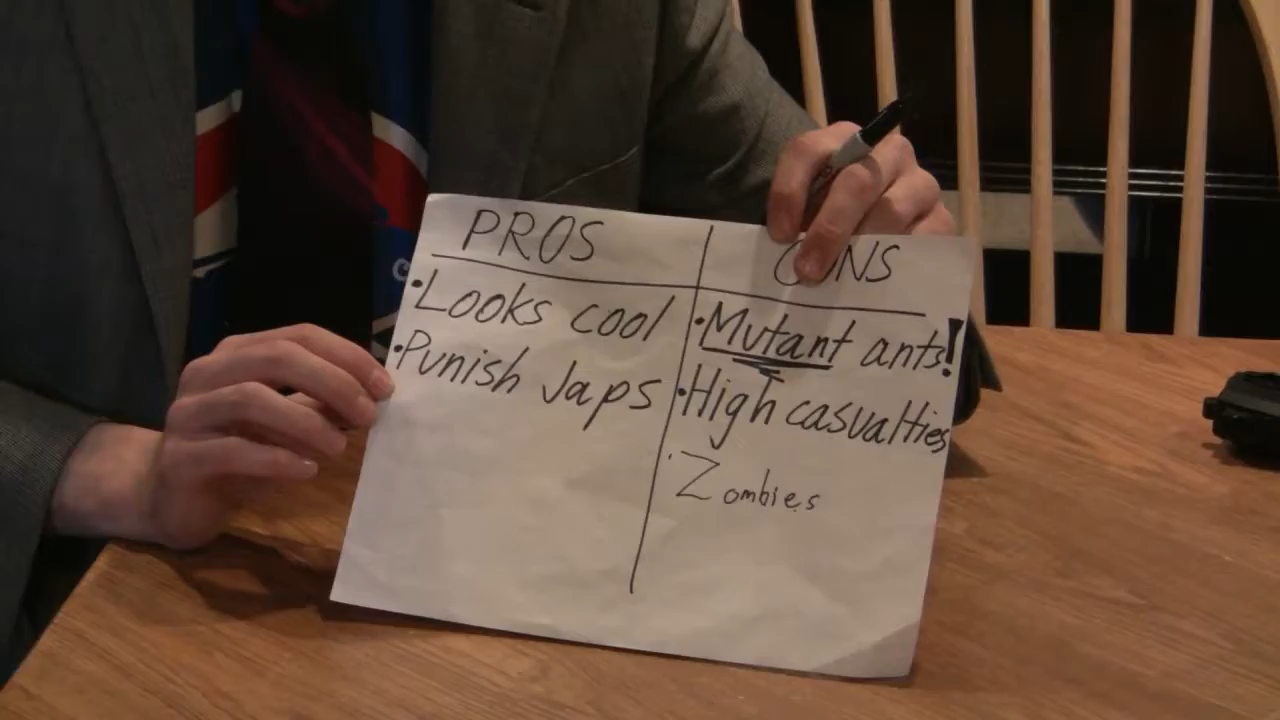 PROS
CONS
•Looks cool
•Punish Japs
•Mutant ants!
•High casualties
•Zombies